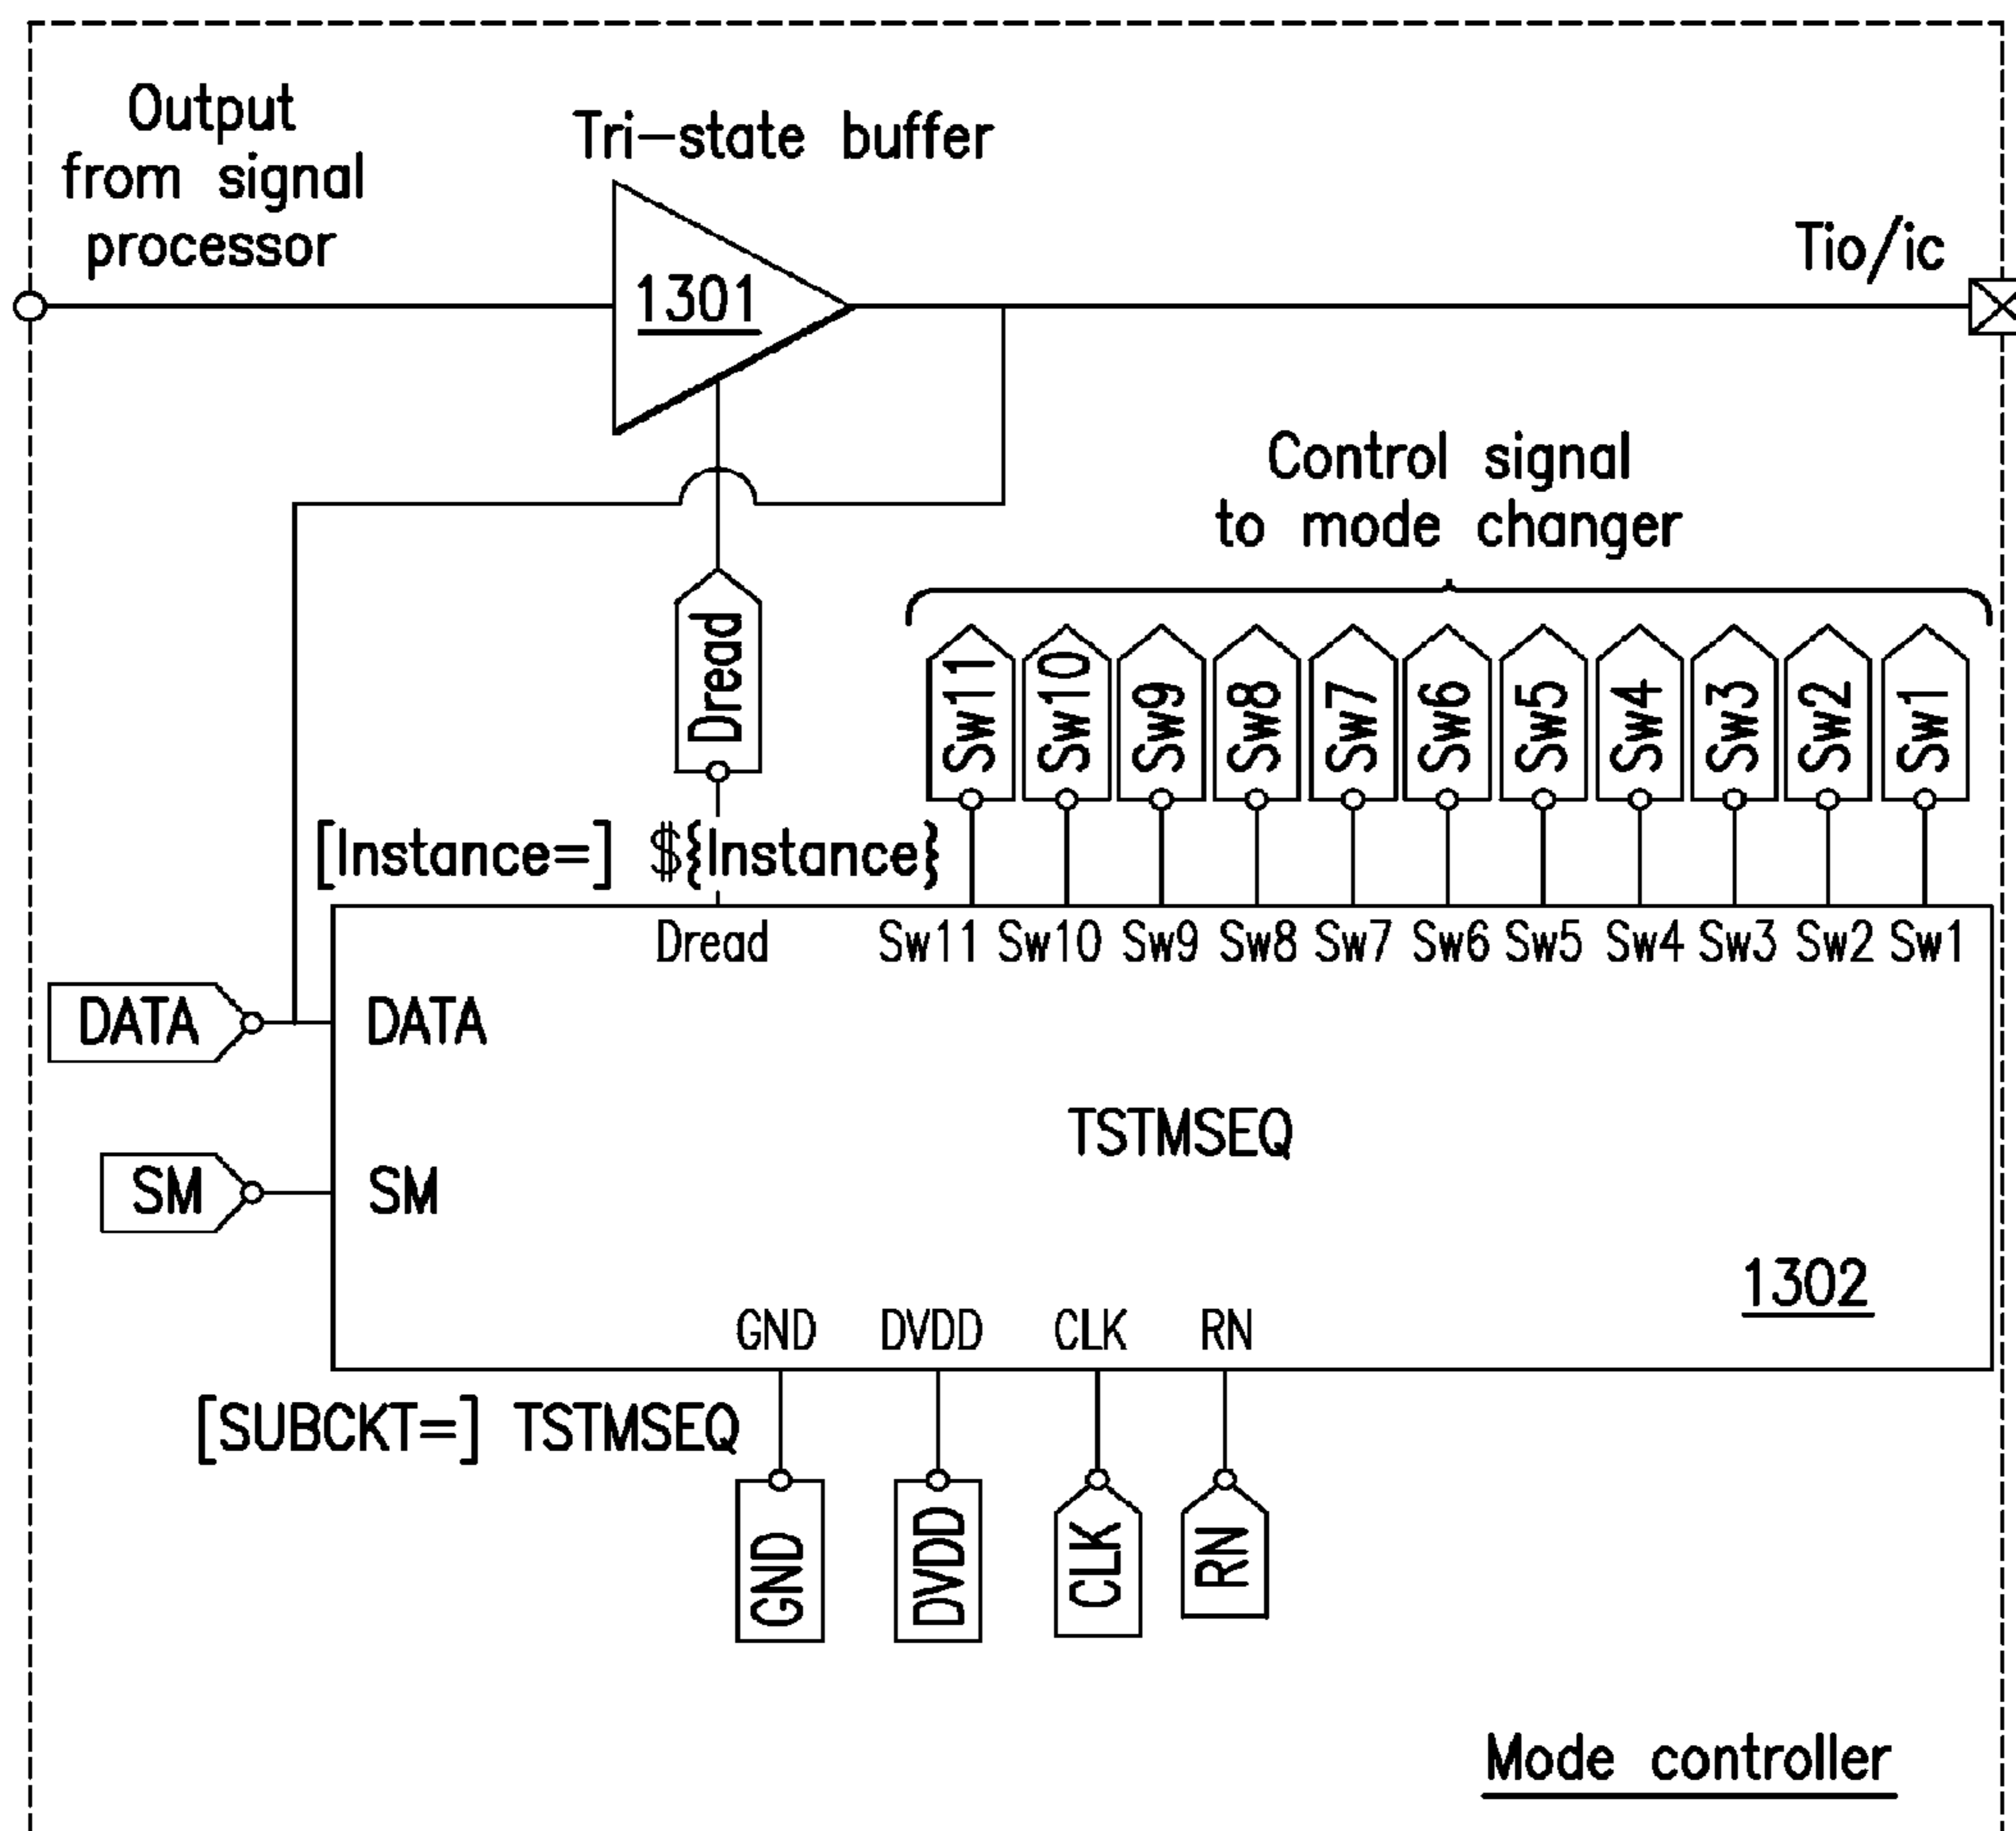 Output
from signal
processor
Tri-state buffer
1301
Tio/ic
Control signal
to mode changer
Dread
Sw11 Sw10 Sw9 Sw8 Sw7 Sw6 Sw5 Sw4 Sw3 Sw2 Sw1
[Instance=] ${Instance}
Dread Sw11 Sw10 Sw9 Sw8 Sw7 Sw6 Sw5 Sw4 Sw3 Sw2 Sw1
DATA DATA
TSTMSEQ
SM SM
1302
GND DVDD CLK RN
[SUBCKT=] TSTMSEQ
GND DVDD CLK RN
Mode controller